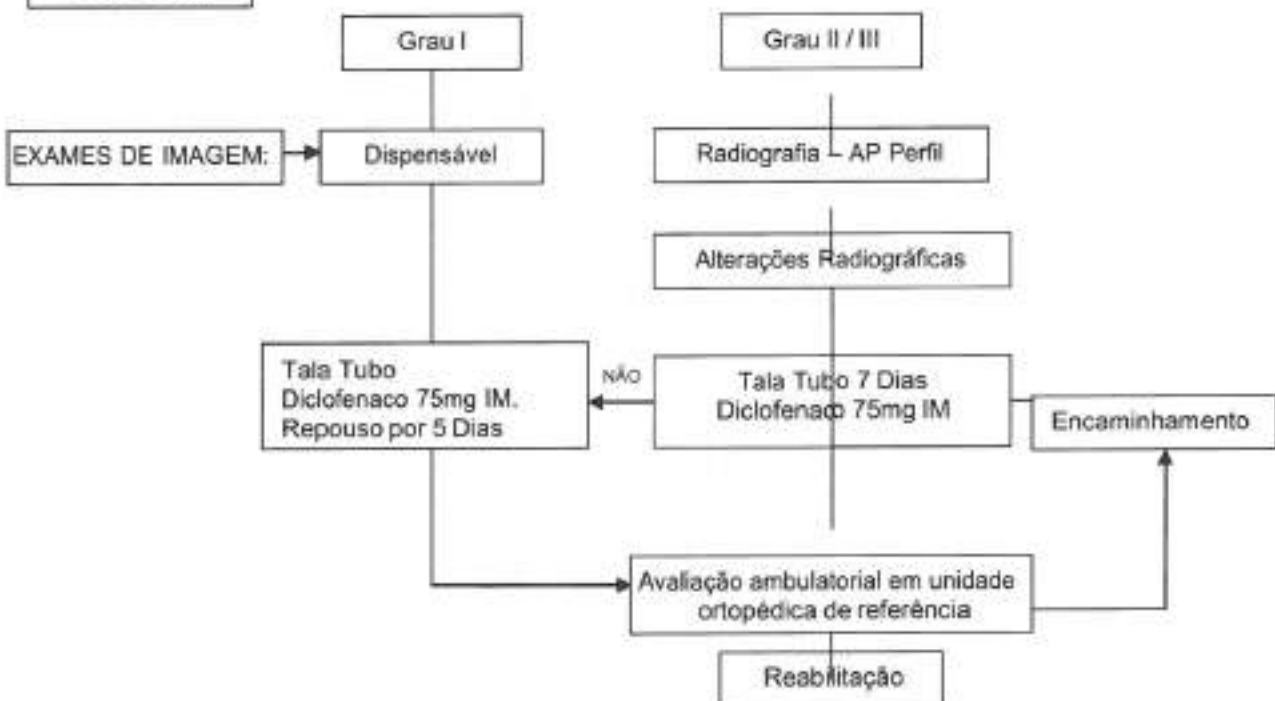 Grau I
Grau II / III
EXAMES DE IMAGEM:
Dispensável
Radiografia – AP Perfil
Alterações Radiográficas
Tala Tubo
Diclofenaco 75mg IM.
Repouso por 5 Dias
NÃO
Tala Tubo 7 Dias
Diclofenaco 75mg IM
Encaminhamento
Avaliação ambulatorial em unidade
ortopédica de referência
Reabilitação